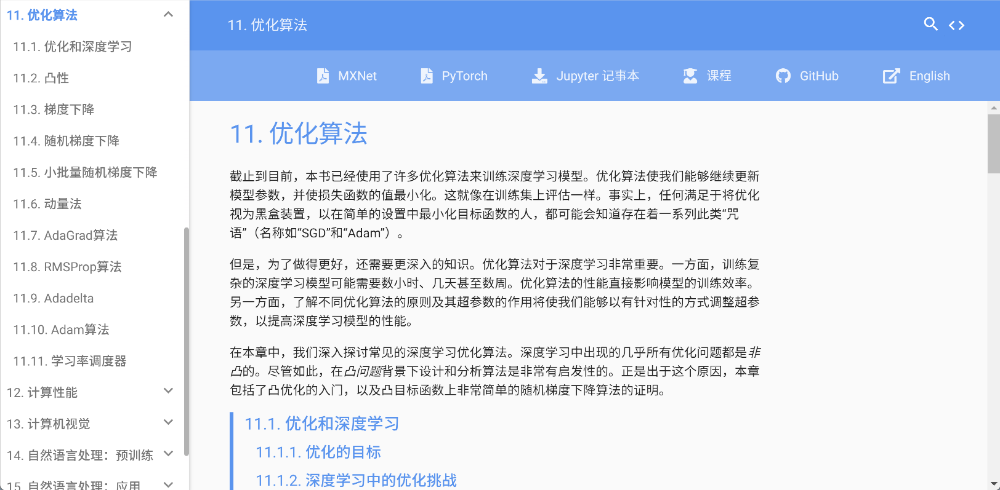 11. 优化算法
11.1. 优化和深度学习
11.2. 凸性
11.3. 梯度下降
11.4. 随机梯度下降
11.5. 小批量随机梯度下降
11.6. 动量法
11.7. AdaGrad算法
11.8. RMSProp算法
11.9. Adadelta
11.10. Adam算法
11.11. 学习率调度器
12. 计算性能
13. 计算机视觉
14. 自然语言处理：预训练
15. 自然语言处理：应用
11. 优化算法
MXNet PyTorch Jupyter 记事本 课程 GitHub English
11. 优化算法
截止到目前，本书已经使用了许多优化算法来训练深度学习模型。优化算法使我们能够继续更新
模型参数，并使损失函数的值最小化。这就像在训练集上评估一样。事实上，任何满足于将优化
视为黑盒装置，以在简单的设置中最小化目标函数的人，都可能会知道存在着一系列此类“咒
语”（名称如“SGD”和“Adam”）。
但是，为了做得更好，还需要更深入的知识。优化算法对于深度学习非常重要。一方面，训练复
杂的深度学习模型可能需要数小时、几天甚至数周。优化算法的性能直接影响模型的训练效率。
另一方面，了解不同优化算法的原则及其超参数的作用将使我们能够以有针对性的方式调整超参
数，以提高深度学习模型的性能。
在本章中，我们深入探讨常见的深度学习优化算法。深度学习中出现的几乎所有优化问题都是非
凸的。尽管如此，在凸问题背景下设计和分析算法是非常有启发性的。正是出于这个原因，本章
包括了凸优化的入门，以及凸目标函数上非常简单的随机梯度下降算法的证明。
11.1. 优化和深度学习
11.1.1. 优化的目标
11.1.2. 深度学习中的优化挑战